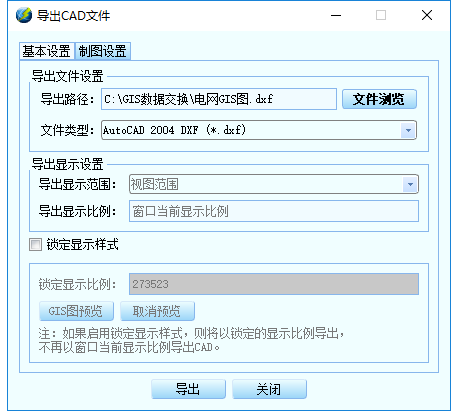 导出CAD文件
基本设置 制图设置
导出文件设置
导出路径： C:\GIS数据交换\电网GIS图.dxf 文件浏览
文件类型： AutoCAD 2004 DXF (*.dxf)
导出显示设置
导出显示范围： 视图范围
导出显示比例： 窗口当前显示比例
锁定显示样式
锁定显示比例： 273523
GIS图预览 取消预览
注：如果启用锁定显示样式，则将以锁定的显示比例导出，
不再以窗口当前显示比例导出CAD。
导出 关闭